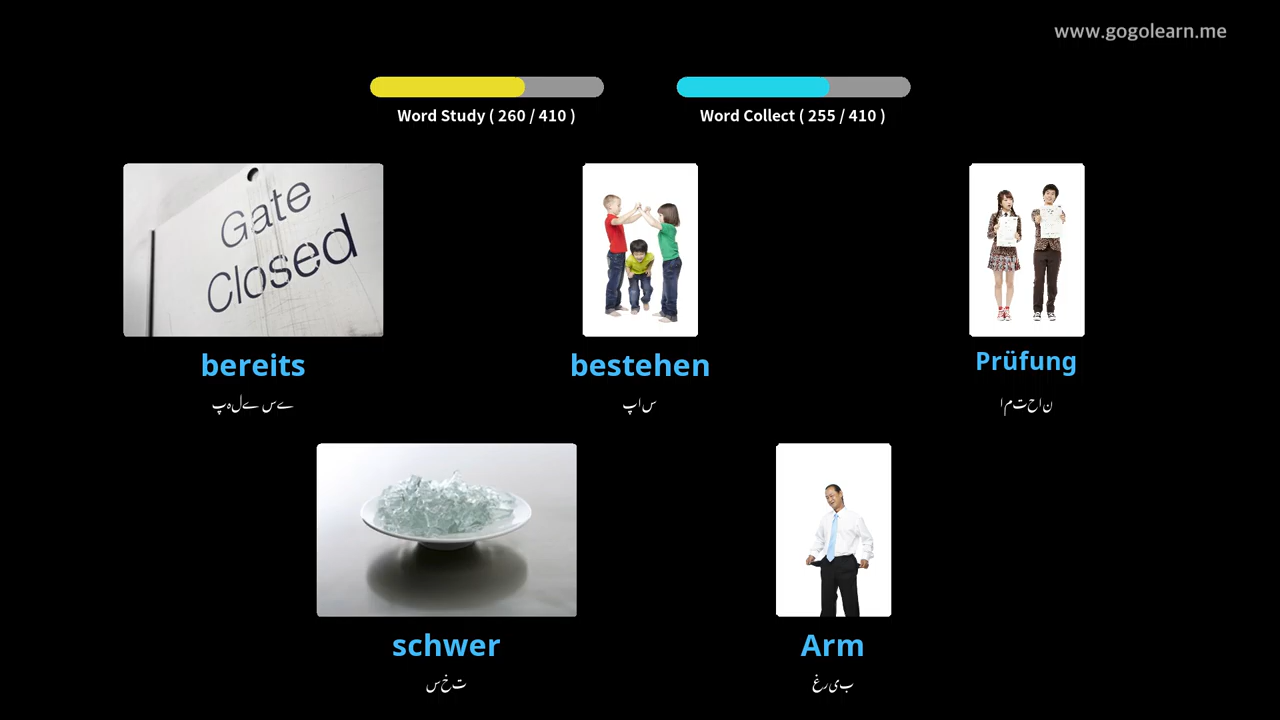 www.gogolearn.me
Word Study ( 260 / 410 )
Word Collect ( 255 / 410 )
Gate
Closed
bereits
پہلے سے
bestehen
پاس
Prüfung
امتحان
schwer
سخت
Arm
غریب